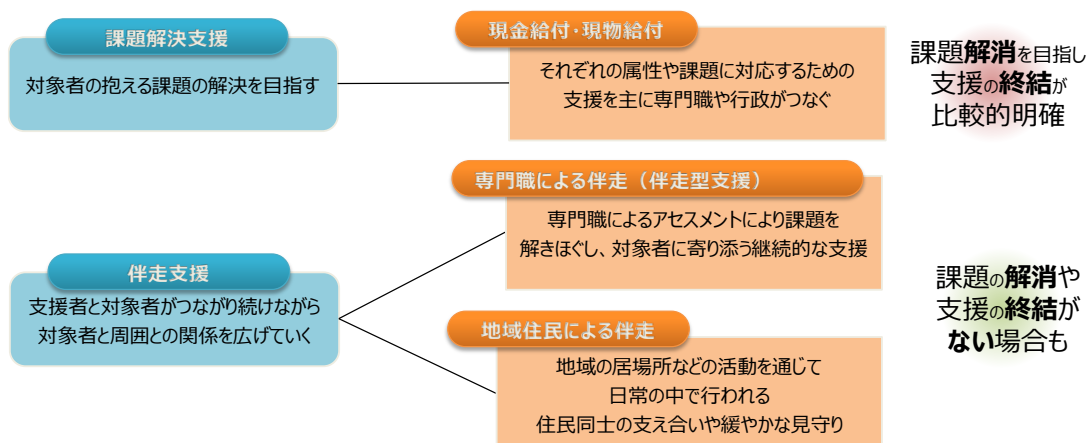 課題解決支援
対象者の抱える課題の解決を目指す
現金給付・現物給付
それぞれの属性や課題に対応するための
支援を主に専門職や行政がつなぐ
課題解消を目指し
支援の終結が
比較的明確
伴走支援
支援者と対象者がつながり続けながら
対象者と周囲との関係を広げていく
専門職による伴走（伴走型支援）
専門職によるアセスメントにより課題を
解きほぐし、対象者に寄り添う継続的な支援
地域住民による伴走
地域の居場所などの活動を通じて
日常の中で行われる
住民同士の支え合いや緩やかな見守り
課題の解消や
支援の終結が
ない場合も